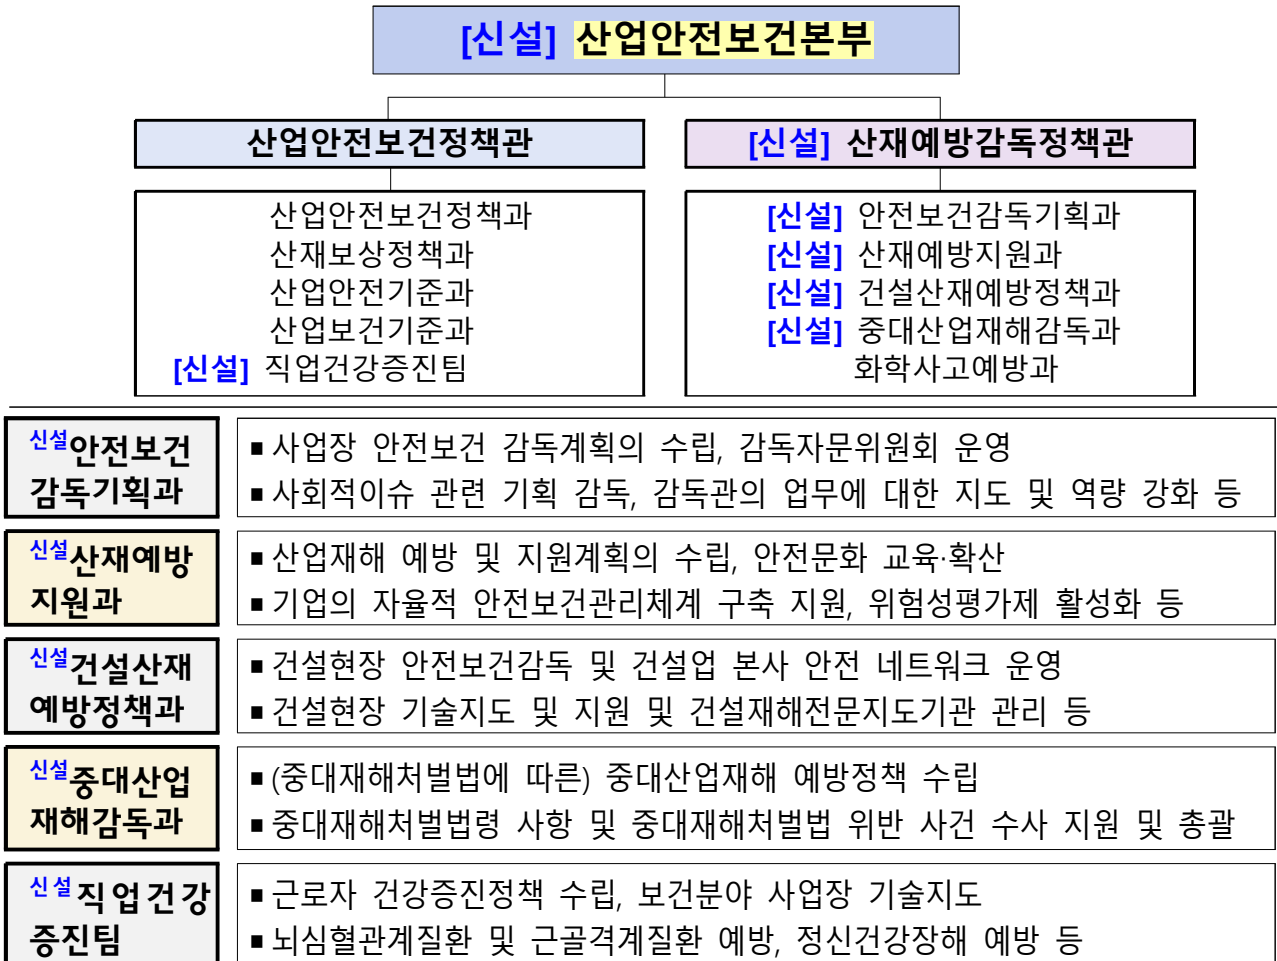 [신설] 산업안전보건본부
산업안전보건정책관
[신설] 산재예방감독정책관
산업안전보건정책과
산재보상정책과
산업안전기준과
산업보건기준과
[신설] 직업건강증진팀
[신설] 안전보건감독기획과
[신설] 산재예방지원과
[신설] 건설산재예방정책과
[신설] 중대산업재해감독과
화학사고예방과
신설안전보건
감독기획과
▪사업장 안전보건 감독계획의 수립, 감독자문위원회 운영
▪사회적이슈 관련 기획 감독, 감독관의 업무에 대한 지도 및 역량 강화 등
신설산재예방
지원과
▪산업재해 예방 및 지원계획의 수립, 안전문화 교육·확산
▪기업의 자율적 안전보건관리체계 구축 지원, 위험성평가제 활성화 등
신설건설산재
예방정책과
▪건설현장 안전보건감독 및 건설업 본사 안전 네트워크 운영
▪건설현장 기술지도 및 지원 및 건설재해전문지도기관 관리 등
신설중대산업
재해감독과
▪(중대재해처벌법에 따른) 중대산업재해 예방정책 수립
▪중대재해처벌법령 사항 및 중대재해처벌법 위반 사건 수사 지원 및 총괄
신설직업건강
증진팀
▪근로자 건강증진정책 수립, 보건분야 사업장 기술지도
▪뇌심혈관계질환 및 근골격계질환 예방, 정신건강장해 예방 등